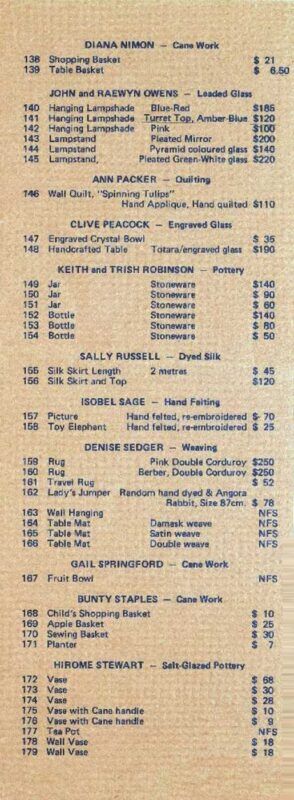 DIANA NIMON — Cane Work
138 Shopping Basket $ 21
139 Table Basket $ 6.50
JOHN and RAEWYN OWENS — Leaded Glass
140 Hanging Lampshade Blue-Red $185
141 Hanging Lampshade Turret Top, Amber-Blue $120
142 Hanging Lampshade Pink $100
143 Lampstand Pleated Mirror $200
144 Lampstand Pyramid coloured glass $140
145 Lampstand, Pleated Green-White glass $220
ANN PACKER — Quilting
146 Wall Quilt, "Spinning Tulips"
Hand Applique, Hand quilted $110
CLIVE PEACOCK — Engraved Glass
147 Engraved Crystal Bowl $ 35
148 Handcrafted Table Totara/engraved glass $190
KEITH and TRISH ROBINSON — Pottery
149 Jar Stoneware $140
150 Jar Stoneware $ 90
151 Jar Stoneware $ 60
152 Bottle Stoneware $140
153 Bottle Stoneware $ 80
154 Bottle Stoneware $ 50
SALLY RUSSELL — Dyed Silk
155 Silk Skirt Length 2 metres $ 45
156 Silk Skirt and Top $120
ISOBEL SAGE — Hand Felting
157 Picture Hand felted, re-embroidered $ 70
158 Toy Elephant Hand felted, re-embroidered $ 25
DENISE SEDGER — Weaving
159 Rug Pink Double Corduroy $250
160 Rug Berber, Double Corduroy $250
161 Travel Rug $ 52
162 Lady's Jumper Random hand dyed & Angora
Rabbit, Size 87cm. $ 78
163 Wall Hanging NFS
164 Table Mat Damask weave NFS
165 Table Mat Satin weave NFS
166 Table Mat Double weave NFS
GAIL SPRINGFORD — Cane Work
167 Fruit Bowl NFS
BUNTY STAPLES — Cane Work
168 Child's Shopping Basket $ 10
169 Apple Basket $ 25
170 Sewing Basket $ 30
171 Planter $ 7
HIROME STEWART — Salt-Glazed Pottery
172 Vase $ 68
173 Vase $ 30
174 Vase $ 28
175 Vase with Cane handle $ 10
176 Vase with Cane handle $ 9
177 Tea Pot NFS
178 Wall Vase $ 18
179 Wall Vase $ 18